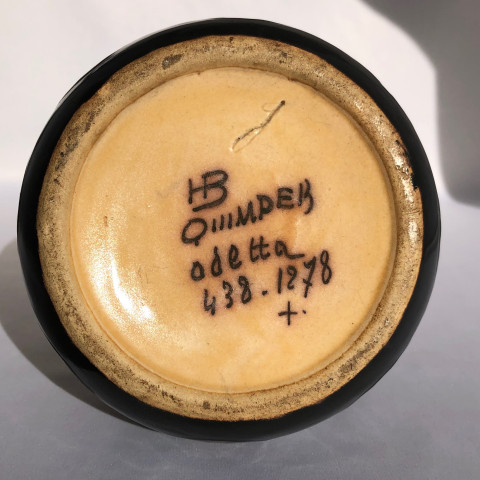 HB
QUIMPER
odetta
438.1278
+.